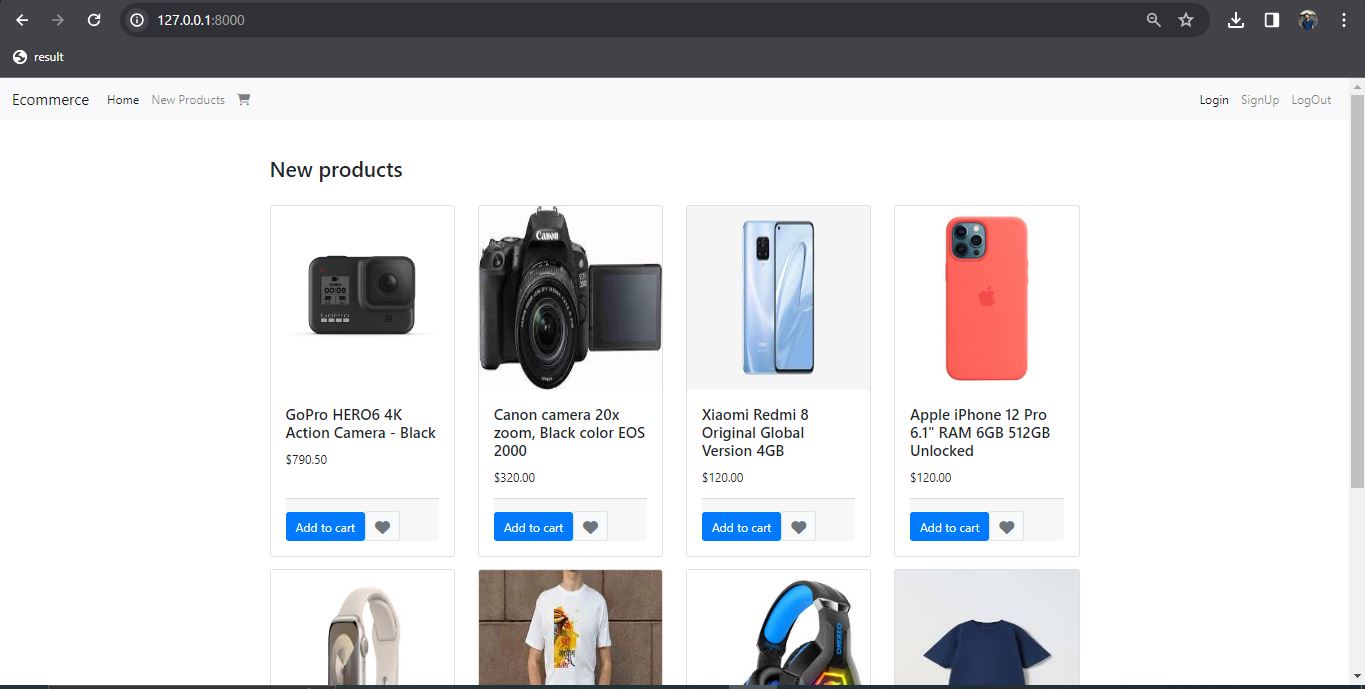 127.0.0.1:8000
result
Ecommerce Home New Products Login SignUp LogOut
New products
Canon
GoPro
GoPro HERO6 4K
Action Camera - Black
$790.50
Add to cart
Canon camera 20x
zoom, Black color EOS
2000
$320.00
Add to cart
Xiaomi Redmi 8
Original Global
Version 4GB
$120.00
Add to cart
Apple iPhone 12 Pro
6.1" RAM 6GB 512GB
Unlocked
$120.00
Add to cart